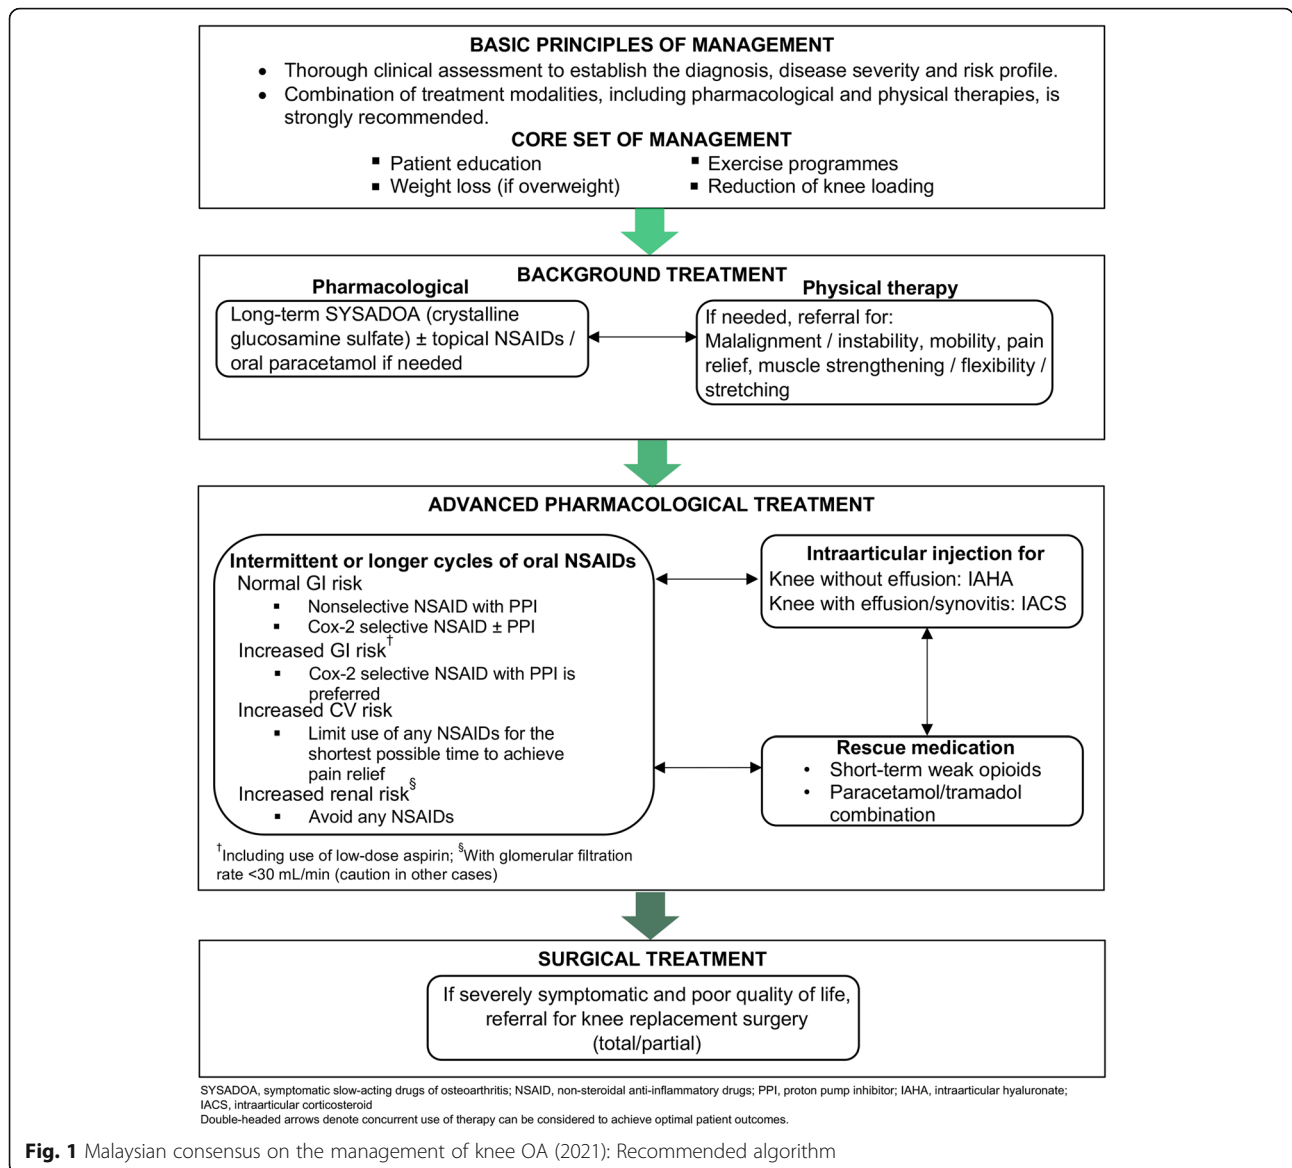 BASIC PRINCIPLES OF MANAGEMENT
• Thorough clinical assessment to establish the diagnosis, disease severity and risk profile.
• Combination of treatment modalities, including pharmacological and physical therapies, is
strongly recommended.
CORE SET OF MANAGEMENT
▪ Patient education
▪ Weight loss (if overweight)
▪ Exercise programmes
▪ Reduction of knee loading
BACKGROUND TREATMENT
Pharmacological
Long-term SYSADOA (crystalline
glucosamine sulfate) ± topical NSAIDs /
oral paracetamol if needed
Physical therapy
If needed, referral for:
Malalignment / instability, mobility, pain
relief, muscle strengthening / flexibility /
stretching
ADVANCED PHARMACOLOGICAL TREATMENT
Intermittent or longer cycles of oral NSAIDs
Normal GI risk
▪ Nonselective NSAID with PPI
▪ Cox-2 selective NSAID ± PPI
Increased GI risk†
▪ Cox-2 selective NSAID with PPI is
preferred
Increased CV risk
▪ Limit use of any NSAIDs for the
shortest possible time to achieve
pain relief
Increased renal risk§
▪ Avoid any NSAIDs
Intraarticular injection for
Knee without effusion: IAHA
Knee with effusion/synovitis: IACS
Rescue medication
• Short-term weak opioids
• Paracetamol/tramadol
combination
†Including use of low-dose aspirin; §With glomerular filtration
rate <30 mL/min (caution in other cases)
SURGICAL TREATMENT
If severely symptomatic and poor quality of life,
referral for knee replacement surgery
(total/partial)
SYSADOA, symptomatic slow-acting drugs of osteoarthritis; NSAID, non-steroidal anti-inflammatory drugs; PPI, proton pump inhibitor; IAHA, intraarticular hyaluronate;
IACS, intraarticular corticosteroid
Double-headed arrows denote concurrent use of therapy can be considered to achieve optimal patient outcomes.
Fig. 1 Malaysian consensus on the management of knee OA (2021): Recommended algorithm